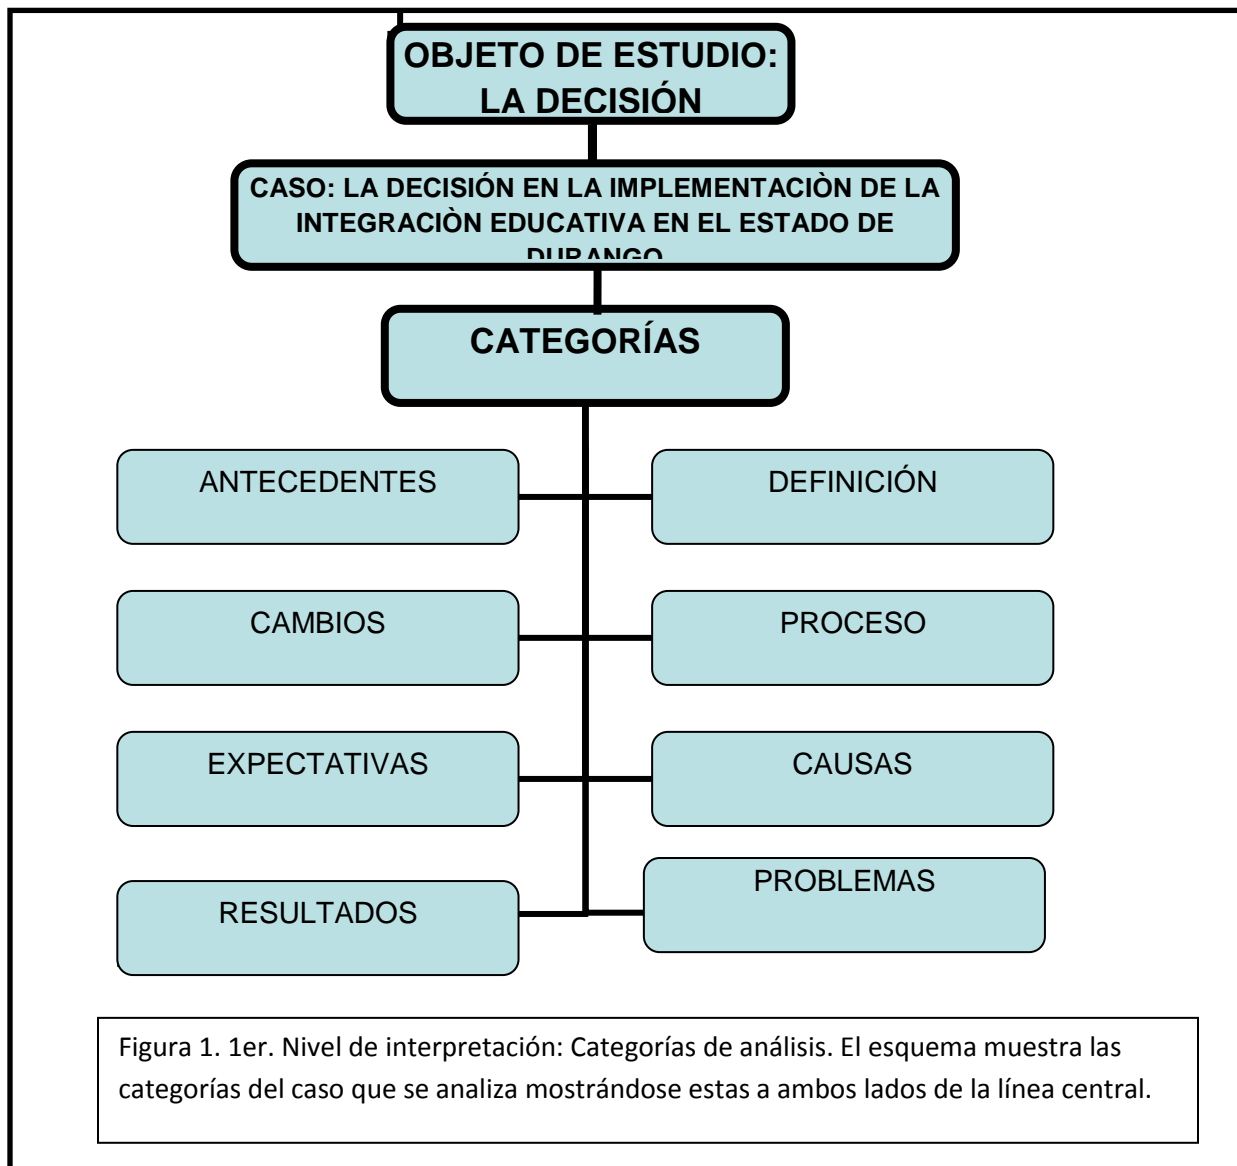 OBJETO DE ESTUDIO:
LA DECISIÓN
CASO: LA DECISIÓN EN LA IMPLEMENTACIÒN DE LA
INTEGRACIÒN EDUCATIVA EN EL ESTADO DE
DURANGO
CATEGORÍAS
ANTECEDENTES
DEFINICIÓN
CAMBIOS
PROCESO
EXPECTATIVAS
CAUSAS
RESULTADOS
PROBLEMAS
Figura 1. 1er. Nivel de interpretación: Categorías de análisis. El esquema muestra las
categorías del caso que se analiza mostrándose estas a ambos lados de la línea central.